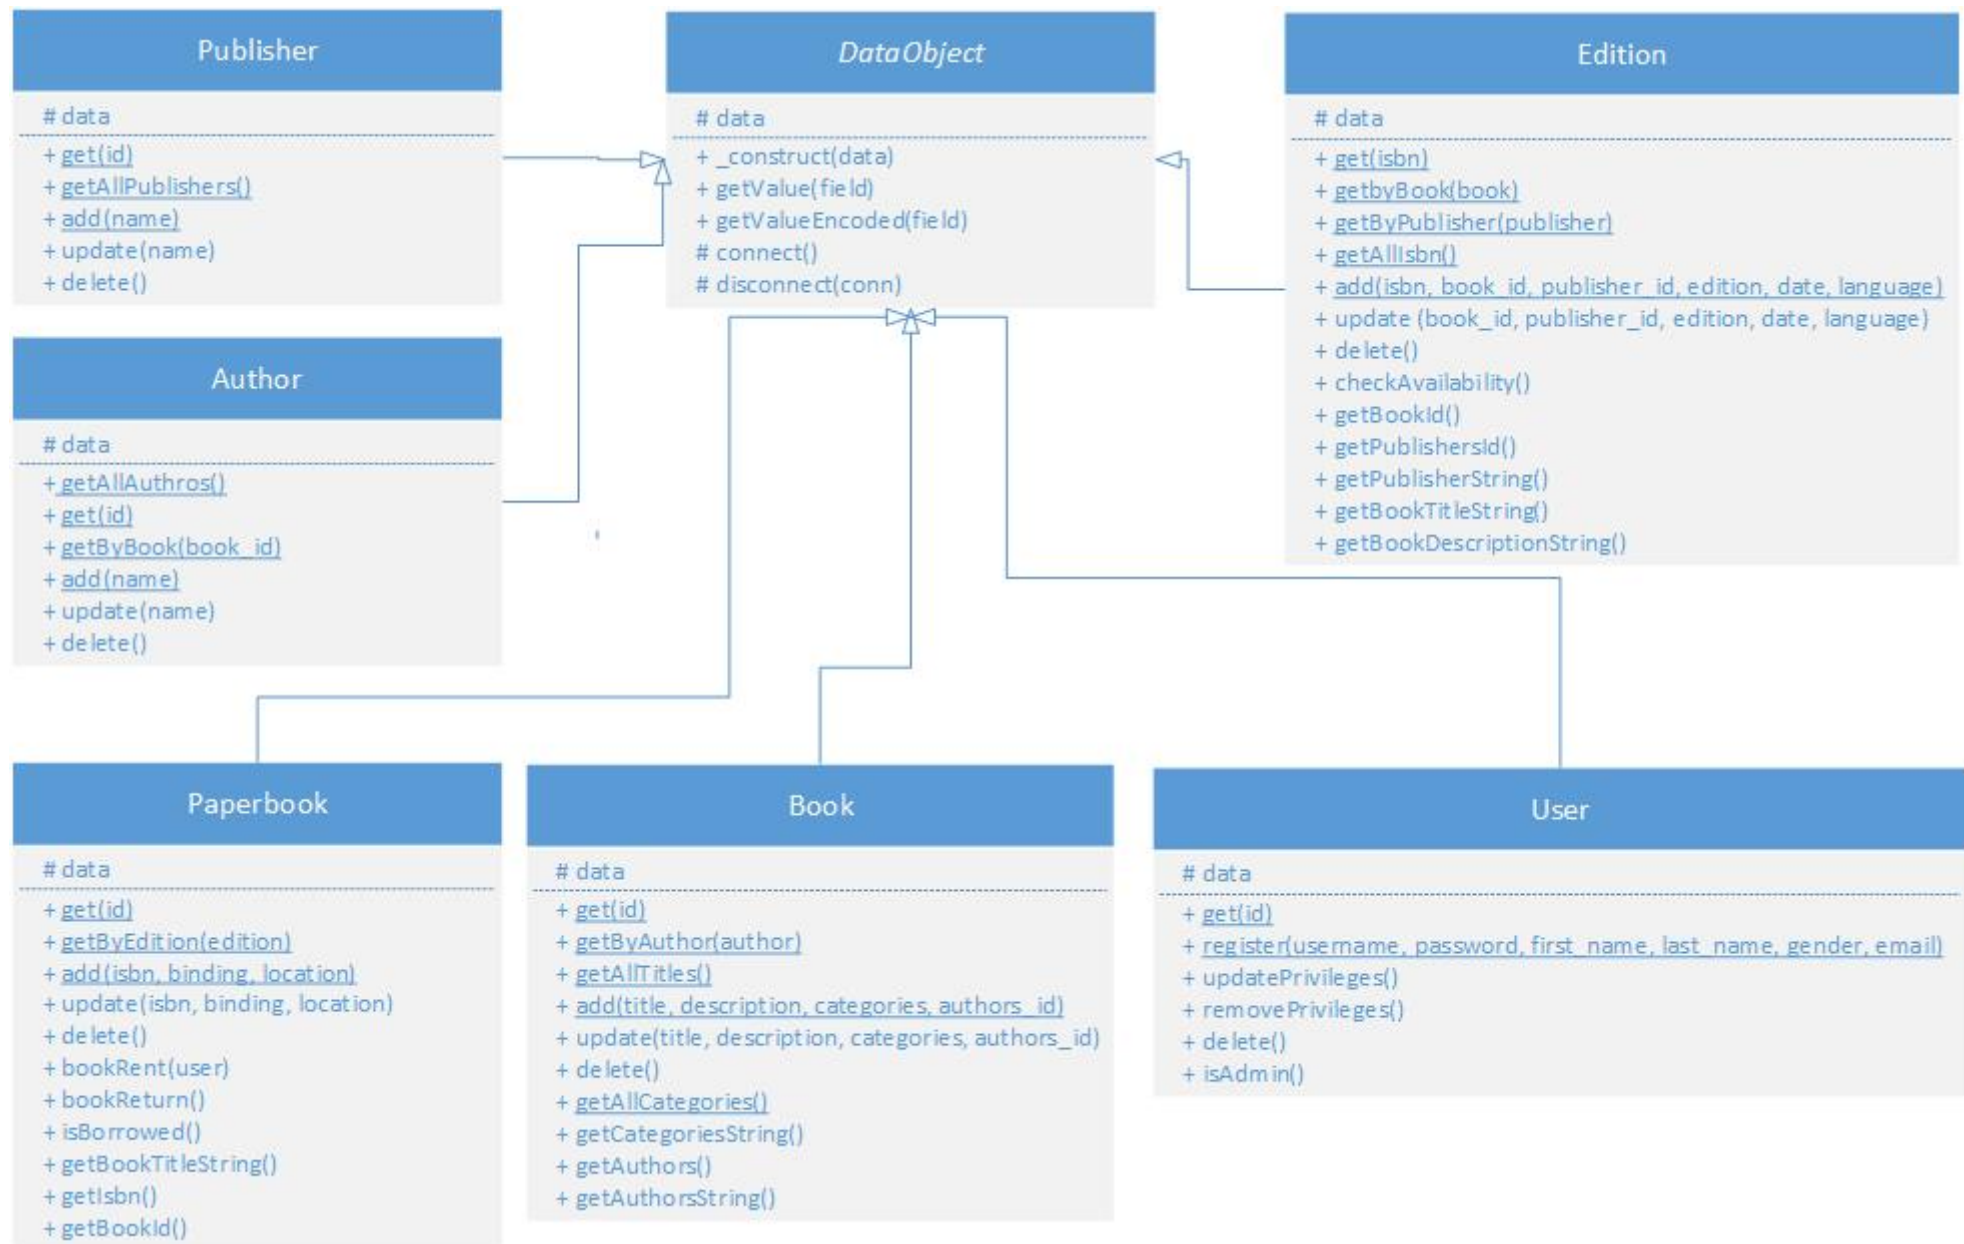 Publisher
# data
+ get(id)
+ getAllPublishers()
+ add(name)
+ update(name)
+ delete()
DataObject
# data
+ _construct(data)
+ getValue(field)
+ getValueEncoded(field)
# connect()
# disconnect(conn)
Edition
# data
+ get(isbn)
+ getbyBook(book)
+ getByPublisher(publisher)
+ getAllIsbn()
+ add(isbn, book_id, publisher_id, edition, date, language)
+ update (book_id, publisher_id, edition, date, language)
+ delete()
+ checkAvailability()
+ getBookId()
+ getPublishersId()
+ getPublisherString()
+ getBookTitleString()
+ getBookDescriptionString()
Author
# data
+ getAllAuthros()
+ get(id)
+ getByBook(book_id)
+ add(name)
+ update(name)
+ delete()
Paperbook
# data
+ get(id)
+ getByEdition(edition)
+ add(isbn, binding, location)
+ update(isbn, binding, location)
+ delete()
+ bookRent(user)
+ bookReturn()
+ isBorrowed()
+ getBookTitleString()
+ getIsbn()
+ getBookId()
Book
# data
+ get(id)
+ getByAuthor(author)
+ getAllTitles()
+ add(title, description, categories, authors_id)
+ update(title, description, categories, authors_id)
+ delete()
+ getAllCategories()
+ getCategoriesString()
+ getAuthors()
+ getAuthorsString()
User
# data
+ get(id)
+ register(username, password, first_name, last_name, gender, email)
+ updatePrivileges()
+ removePrivileges()
+ delete()
+ isAdmin()